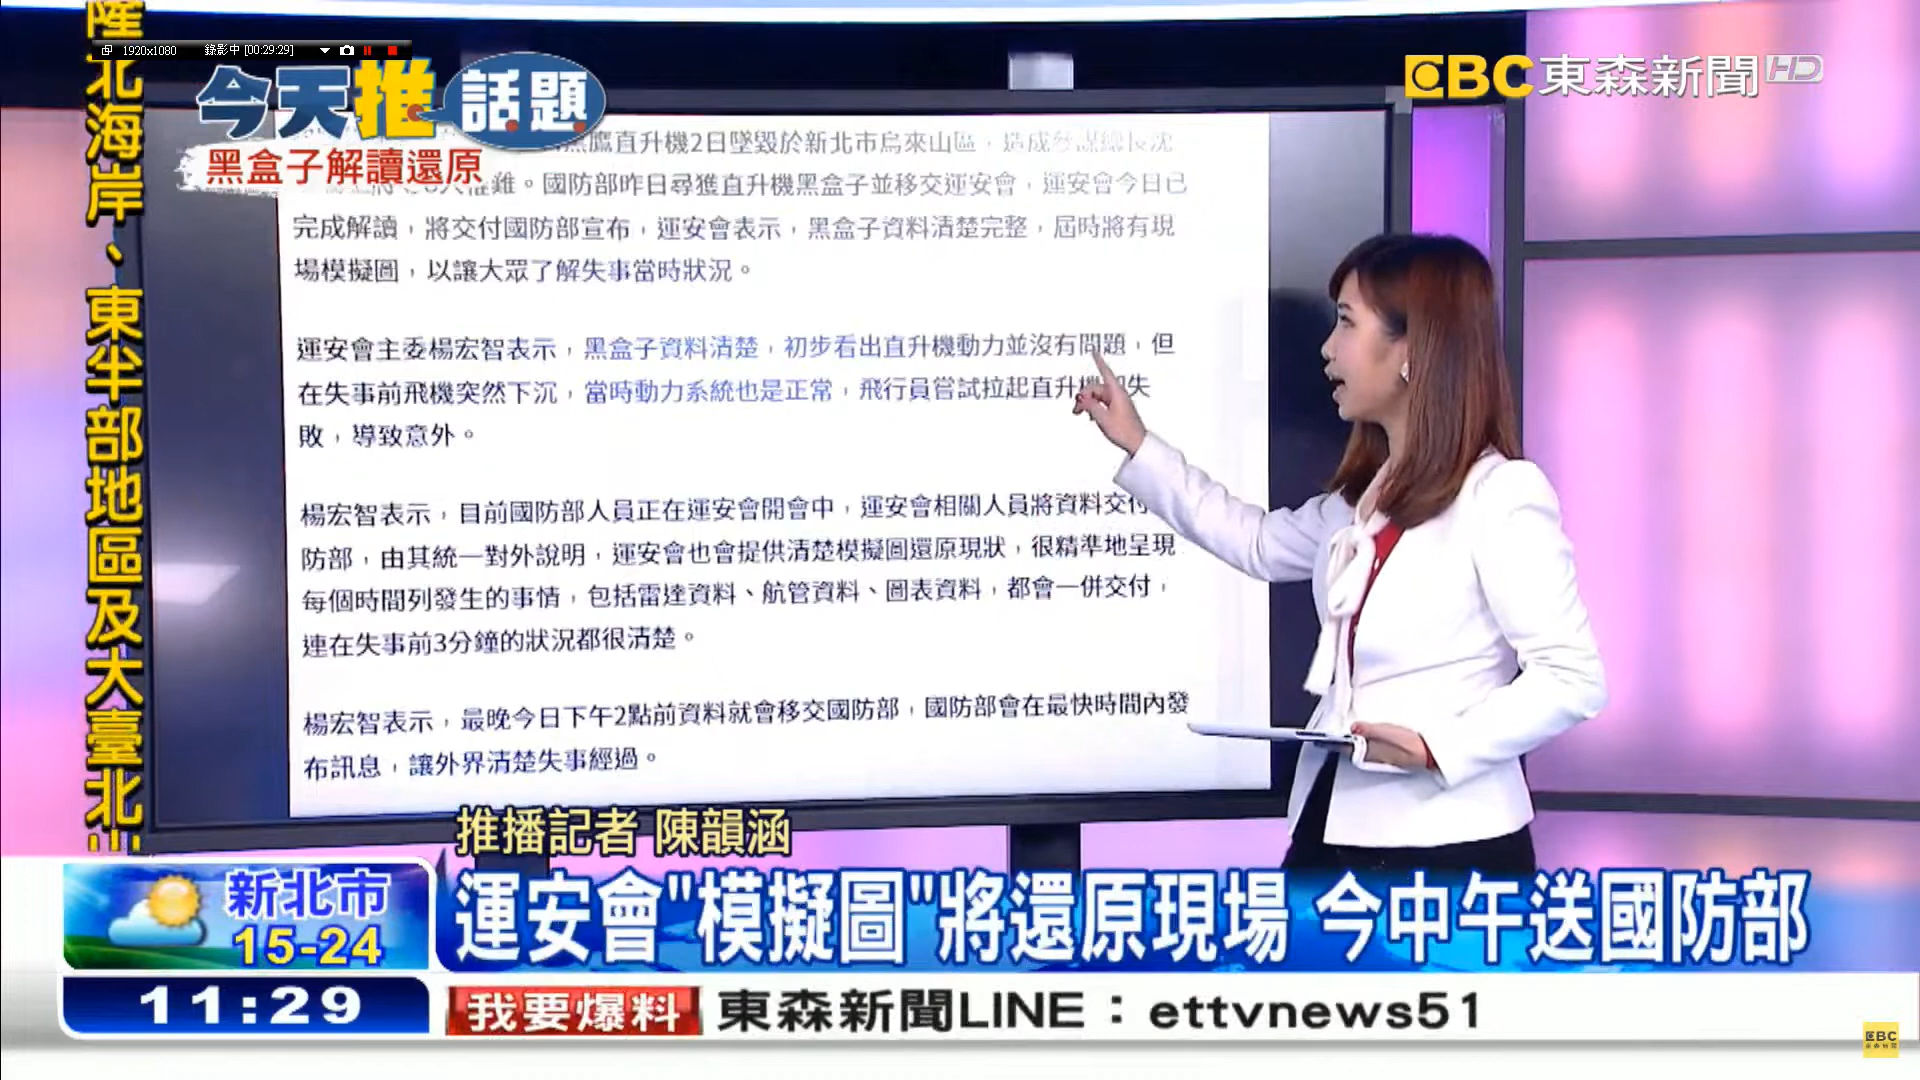 1920x1080 錄影中 [00:29:29]
隆北海岸、東半部地區及大臺北山
今天推話題
黑盒子解讀還原
EBC東森新聞HD
鷹直升機2日墜毀於新北市烏來山區，造成參謀總長沈
難。國防部昨日尋獲直升機黑盒子並移交運安會，運安會今日已
完成解讀，將交付國防部宣布，運安會表示，黑盒子資料清楚完整，屆時將有現
場模擬圖，以讓大眾了解失事當時狀況。
運安會主委楊宏智表示，黑盒子資料清楚，初步看出直升機動力並沒有問題，但
在失事前飛機突然下沉，當時動力系統也是正常，飛行員嘗試拉起直升機 失
敗，導致意外。
楊宏智表示，目前國防部人員正在運安會開會中，運安會相關人員將資料交付
防部，由其統一對外說明，運安會也會提供清楚模擬圖還原現狀，很精準地呈現
每個時間列發生的事情，包括雷達資料、航管資料、圖表資料，都會一併交付，
連在失事前3分鐘的狀況都很清楚。
楊宏智表示，最晚今日下午2點前資料就會移交國防部，國防部會在最快時間內發
布訊息，讓外界清楚失事經過。
推播記者 陳韻涵
運安會"模擬圖"將還原現場 今中午送國防部
新北市
15-24
11:29
我要爆料 東森新聞LINE：ettvnews51
EBC